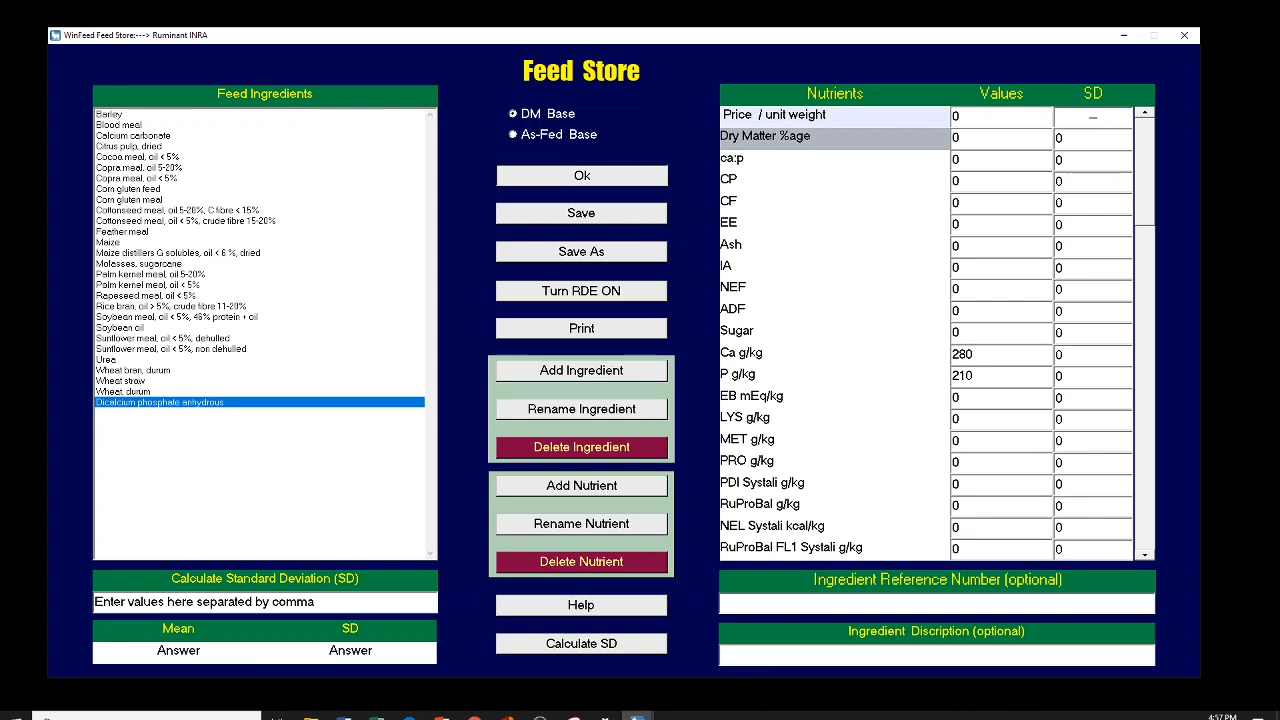 WinFeed Feed Store:---> Ruminant INRA
Feed Store
Feed Ingredients
Barley
Blood meal
Calcium carbonate
Citrus pulp, dried
Cocoa meal, oil < 5%
Copra meal, oil 5-20%
Copra meal, oil < 5%
Corn gluten feed
Corn gluten meal
Cottonseed meal, oil 5-20%, C fibre < 15%
Cottonseed meal, oil < 5%, crude fibre 15-20%
Feather meal
Maize
Maize distillers G solubles, oil < 6 %, dried
Molasses, sugarcane
Palm kernel meal, oil 5-20%
Palm kernel meal, oil < 5%
Rapeseed meal, oil < 5%
Rice bran, oil > 5%, crude fibre 11-20%
Soybean meal, oil < 5%, 46% protein + oil
Soybean oil
Sunflower meal, oil < 5%, dehulled
Sunflower meal, oil < 5%, non dehulled
Urea
Wheat bran, durum
Wheat straw
Wheat, durum
Dicalcium phosphate anhydrous
Calculate Standard Deviation (SD)
Enter values here separated by comma
Mean SD
Answer Answer
DM Base
As-Fed Base
Ok
Save
Save As
Turn RDE ON
Print
Add Ingredient
Rename Ingredient
Delete Ingredient
Add Nutrient
Rename Nutrient
Delete Nutrient
Help
Calculate SD
Nutrients Values SD
Price / unit weight 0 --
Dry Matter %age 0 0
ca:p 0 0
CP 0 0
CF 0 0
EE 0 0
Ash 0 0
IA 0 0
NEF 0 0
ADF 0 0
Sugar 0 0
Ca g/kg 280 0
P g/kg 210 0
EB mEq/kg 0 0
LYS g/kg 0 0
MET g/kg 0 0
PRO g/kg 0 0
PDI Systali g/kg 0 0
RuProBal g/kg 0 0
NEL Systali kcal/kg 0 0
RuProBal FL1 Systali g/kg 0 0
Ingredient Reference Number (optional)
Ingredient Discription (optional)
4:57 PM